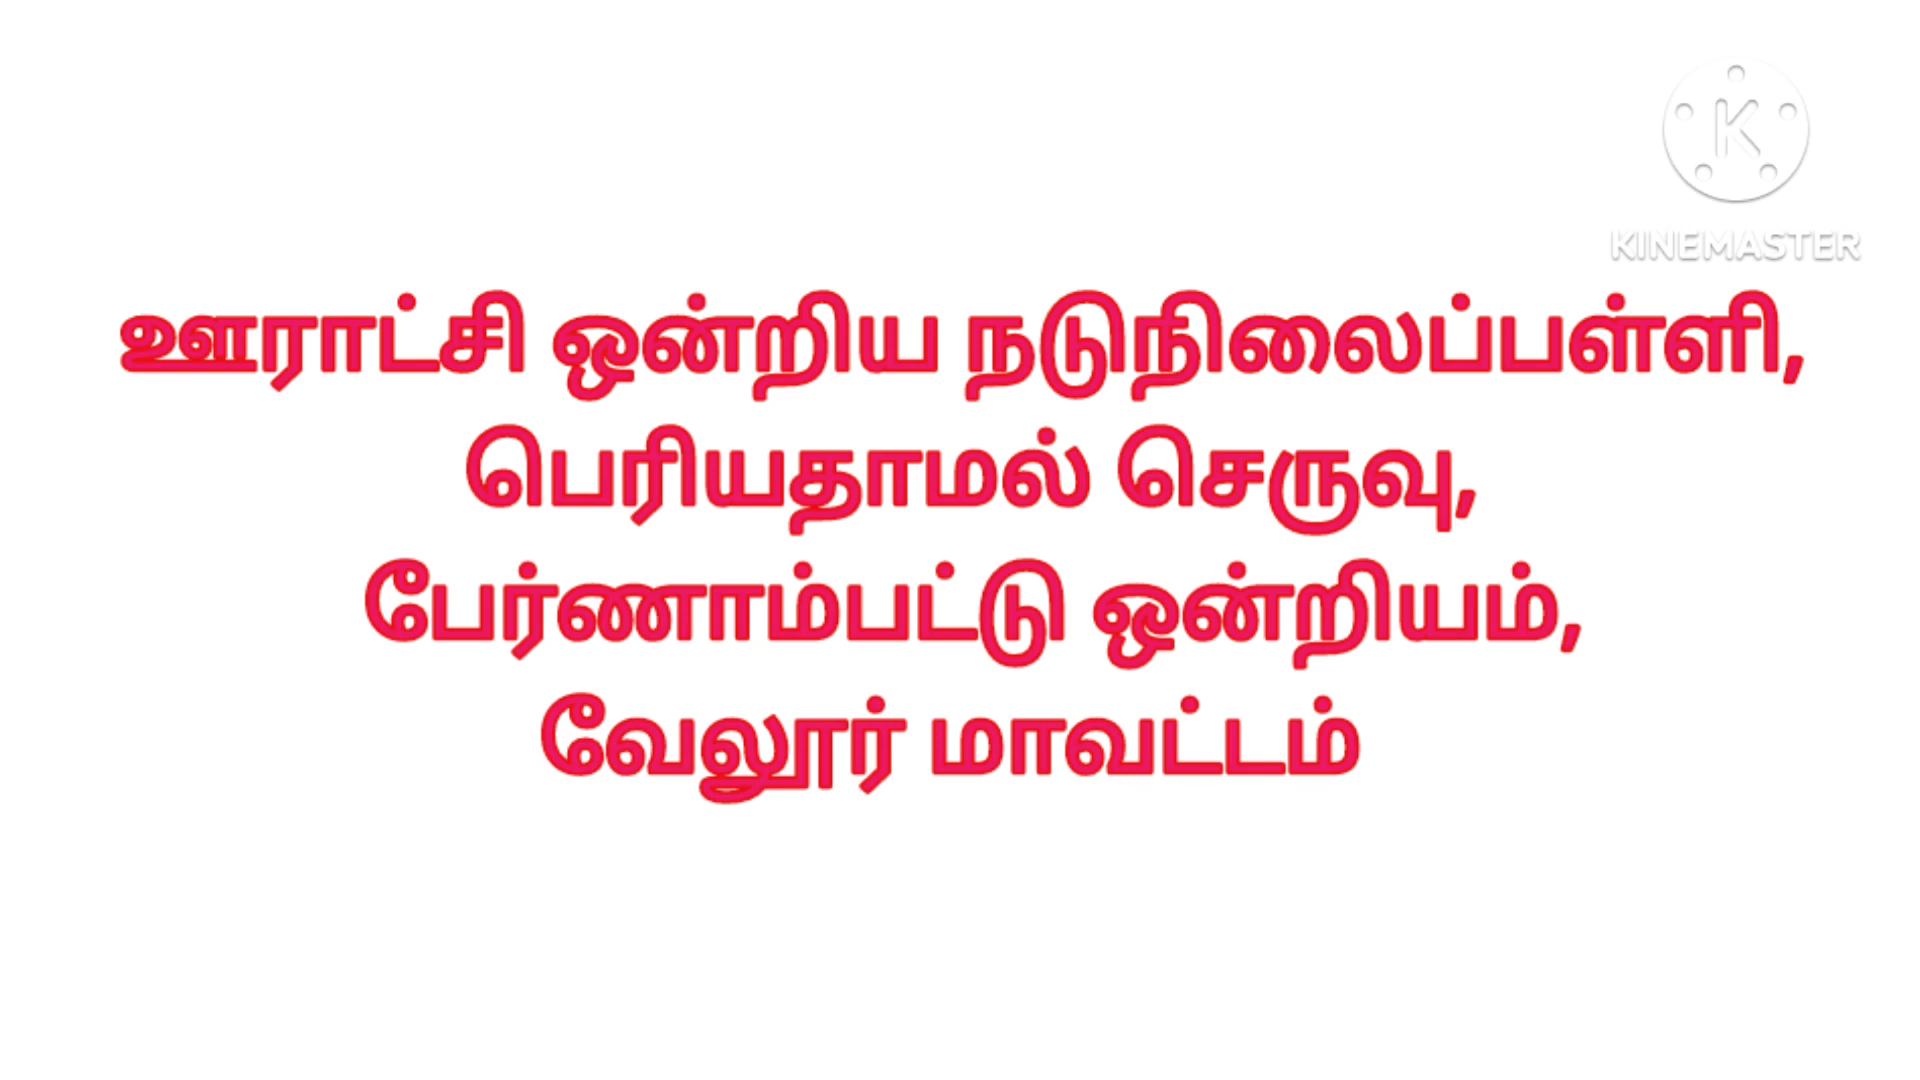 K
KINEMASTER
ஊராட்சி ஒன்றிய நடுநிலைப்பள்ளி,
பெரியதாமல் செருவு,
பேர்ணாம்பட்டு ஒன்றியம்,
வேலூர் மாவட்டம்